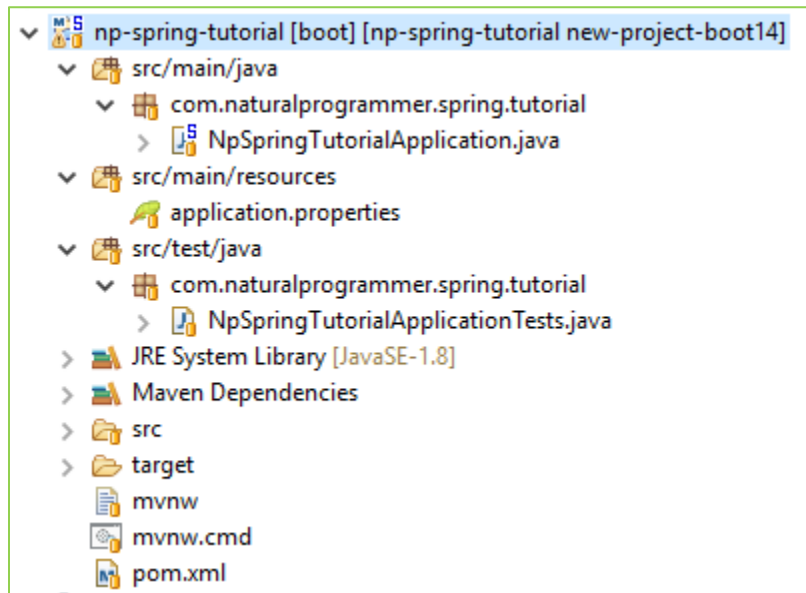 np-spring-tutorial [boot] [np-spring-tutorial new-project-boot14]
src/main/java
com.naturalprogrammer.spring.tutorial
NpSpringTutorialApplication.java
src/main/resources
application.properties
src/test/java
com.naturalprogrammer.spring.tutorial
NpSpringTutorialApplicationTests.java
JRE System Library [JavaSE-1.8]
Maven Dependencies
src
target
mvnw
mvnw.cmd
pom.xml